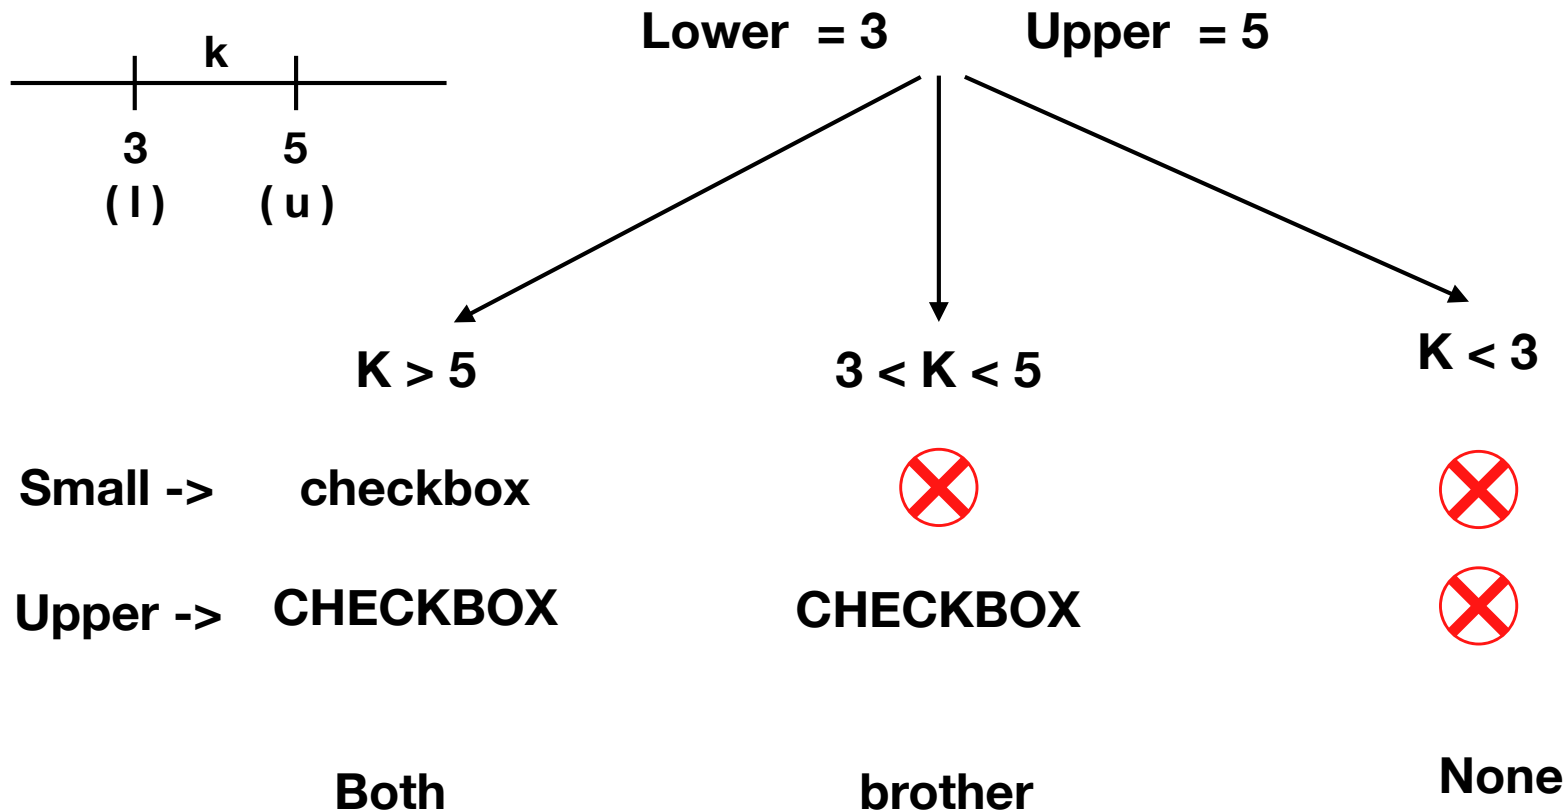 Lower = 3 Upper = 5
k
3 5
( l ) ( u )
K > 5 3 < K < 5 K < 3
Small -> checkbox
Upper -> CHECKBOX CHECKBOX
Both brother None